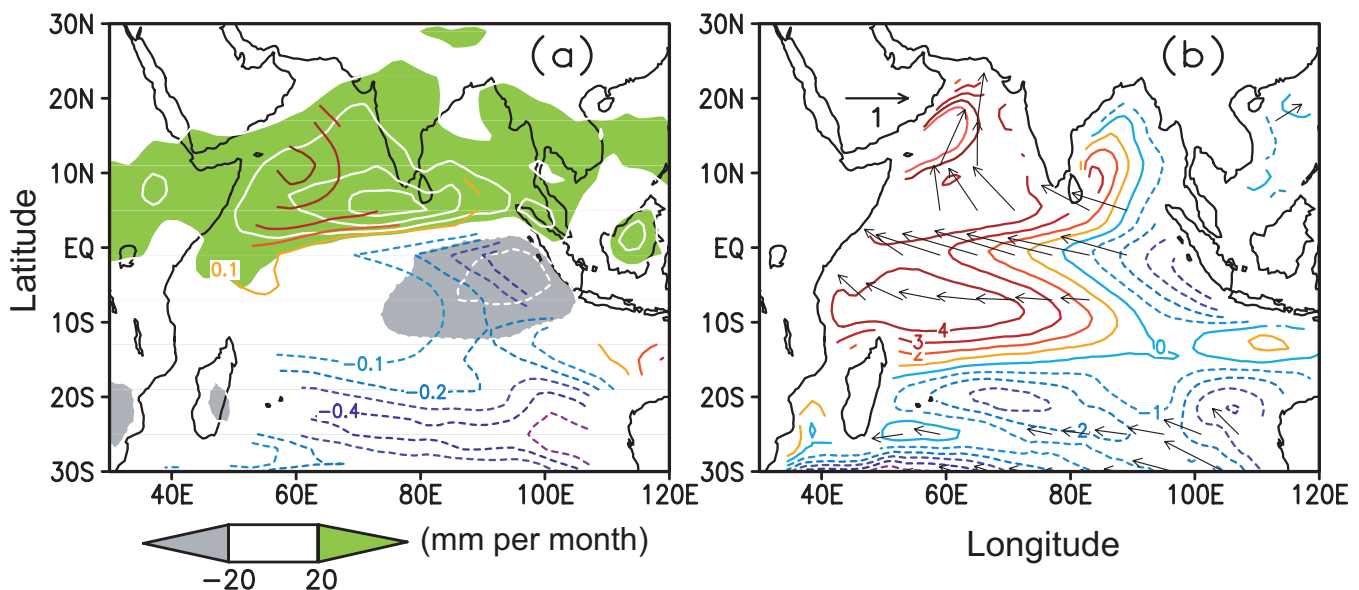 30N
20N
10N
EQ
10S
20S
30S
Latitude
(a)
0.1
−0.1
−0.2
−0.4
40E 60E 80E 100E 120E
−20 20
(mm per month)
30N
20N
10N
EQ
10S
20S
30S
(b)
1
4
3
2
0
−1
−2
40E 60E 80E 100E 120E
Longitude